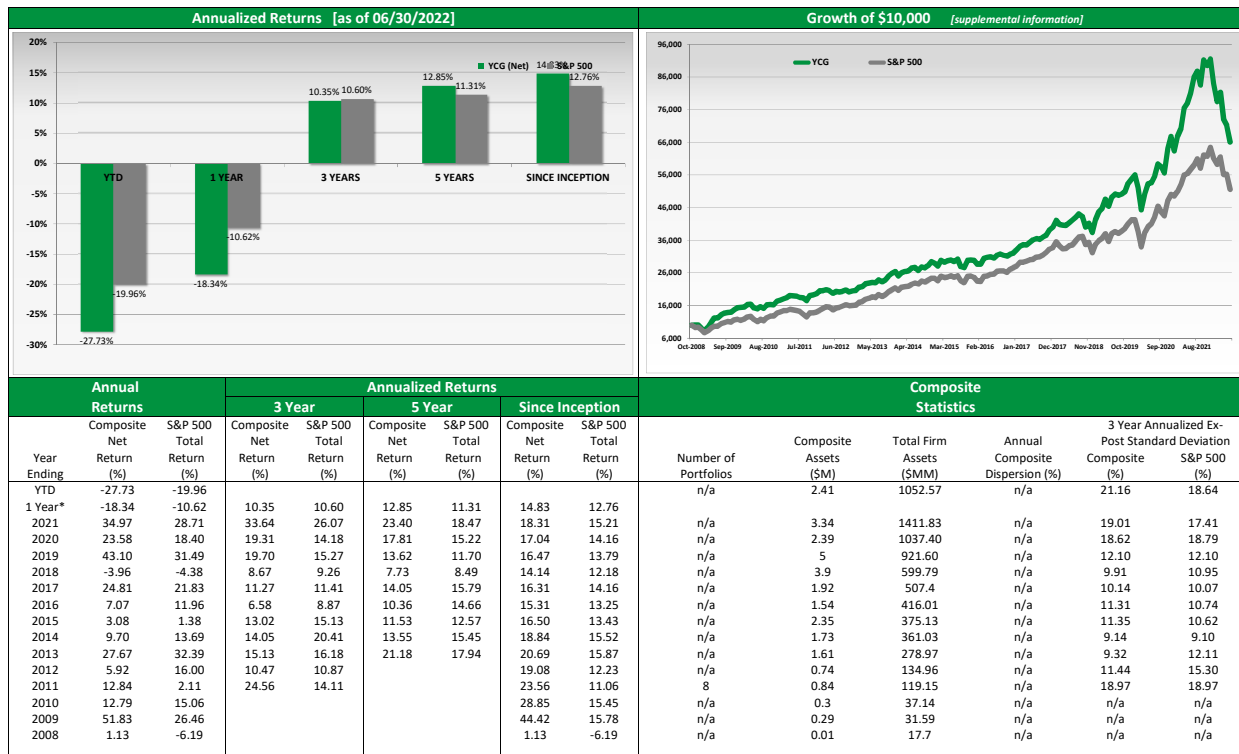 Annualized Returns [as of 06/30/2022]
20%
15%
10%
5%
0%
-5%
-10%
-15%
-20%
-25%
-30%
YCG (Net) S&P 500
-27.73%
-19.96%
-18.34%
-10.62%
10.35%
10.60%
12.85%
11.31%
12.76%
YTD
1 YEAR
3 YEARS
5 YEARS
SINCE INCEPTION
Growth of $10,000 [supplemental information]
YCG S&P 500
96,000
86,000
76,000
66,000
56,000
46,000
36,000
26,000
16,000
6,000
Oct-2008 Sep-2009 Aug-2010 Jul-2011 Jun-2012 May-2013 Apr-2014 Mar-2015 Feb-2016 Jan-2017 Dec-2017 Nov-2018 Oct-2019 Sep-2020 Aug-2021
Annual Returns
Annualized Returns
3 Year 5 Year Since Inception
Composite Statistics
Year Ending
Composite Net Return (%)
S&P 500 Total Return (%)
Composite Net Return (%)
S&P 500 Total Return (%)
Composite Net Return (%)
S&P 500 Total Return (%)
Composite Net Return (%)
S&P 500 Total Return (%)
Number of Portfolios
Composite Assets ($M)
Total Firm Assets ($MM)
Annual Composite Dispersion (%)
3 Year Annualized Ex-Post Standard Deviation
Composite (%)
S&P 500 (%)
YTD -27.73 -19.96 n/a 2.41 1052.57 n/a 21.16 18.64
1 Year* -18.34 -10.62 10.35 10.60 12.85 11.31 14.83 12.76
2021 34.97 28.71 33.64 26.07 23.40 18.47 18.31 15.21 n/a 3.34 1411.83 n/a 19.01 17.41
2020 23.58 18.40 19.31 14.18 17.81 15.22 17.04 14.16 n/a 2.39 1037.40 n/a 18.62 18.79
2019 43.10 31.49 19.70 15.27 13.62 11.70 16.47 13.79 n/a 5 921.60 n/a 12.10 12.10
2018 -3.96 -4.38 8.67 9.26 7.73 8.49 14.14 12.18 n/a 3.9 599.79 n/a 9.91 10.95
2017 24.81 21.83 11.27 11.41 14.05 15.79 16.31 14.16 n/a 1.92 507.4 n/a 10.14 10.07
2016 7.07 11.96 6.58 8.87 10.36 14.66 15.31 13.25 n/a 1.54 416.01 n/a 11.31 10.74
2015 3.08 1.38 13.02 15.13 11.53 12.57 16.50 13.43 n/a 2.35 375.13 n/a 11.35 10.62
2014 9.70 13.69 14.05 20.41 13.55 15.45 18.84 15.52 n/a 1.73 361.03 n/a 9.14 9.10
2013 27.67 32.39 15.13 16.18 21.18 17.94 20.69 15.87 n/a 1.61 278.97 n/a 9.32 12.11
2012 5.92 16.00 10.47 10.87 19.08 12.23 n/a 0.74 134.96 n/a 11.44 15.30
2011 12.84 2.11 24.56 14.11 23.56 11.06 8 0.84 119.15 n/a 18.97 18.97
2010 12.79 15.06 28.85 15.45 n/a 0.3 37.14 n/a n/a n/a
2009 51.83 26.46 44.42 15.78 n/a 0.29 31.59 n/a n/a n/a
2008 1.13 -6.19 1.13 -6.19 n/a 0.01 17.7 n/a n/a n/a